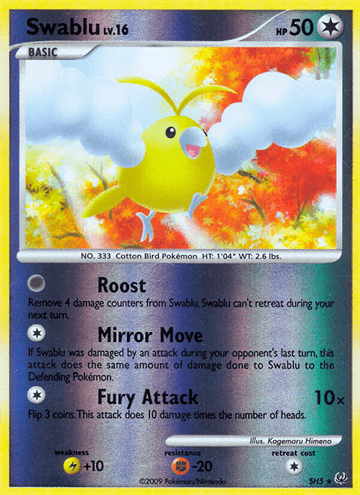 Swablu LV.16 HP 50
BASIC
NO. 333 Cotton Bird Pokémon HT: 1'04" WT: 2.6 lbs.
Roost
Remove 4 damage counters from Swablu. Swablu can't retreat during your
next turn.
Mirror Move
If Swablu was damaged by an attack during your opponent's last turn, this
attack does the same amount of damage done to Swablu to the
Defending Pokémon.
Fury Attack 10×
Flip 3 coins. This attack does 10 damage times the number of heads.
Illus. Kagemaru Himeno
weakness resistance retreat cost
+10 -20
©2009 Pokémon/Nintendo SH5 ★